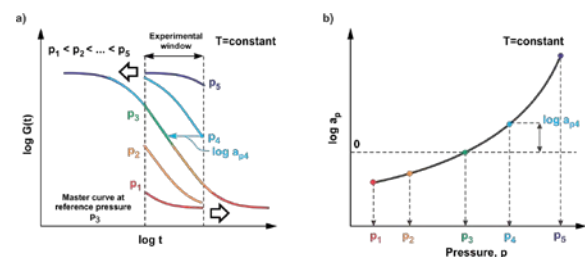 a)
Experimental
window
T=constant
p1 < p2 < ... < p5
p5
p4
p3
log ap4
p2
p1
Master curve at
reference pressure
p3
log G(t)
log t
b)
T=constant
log ap4
log ap
0
p1 p2 p3 p4 p5
Pressure, p